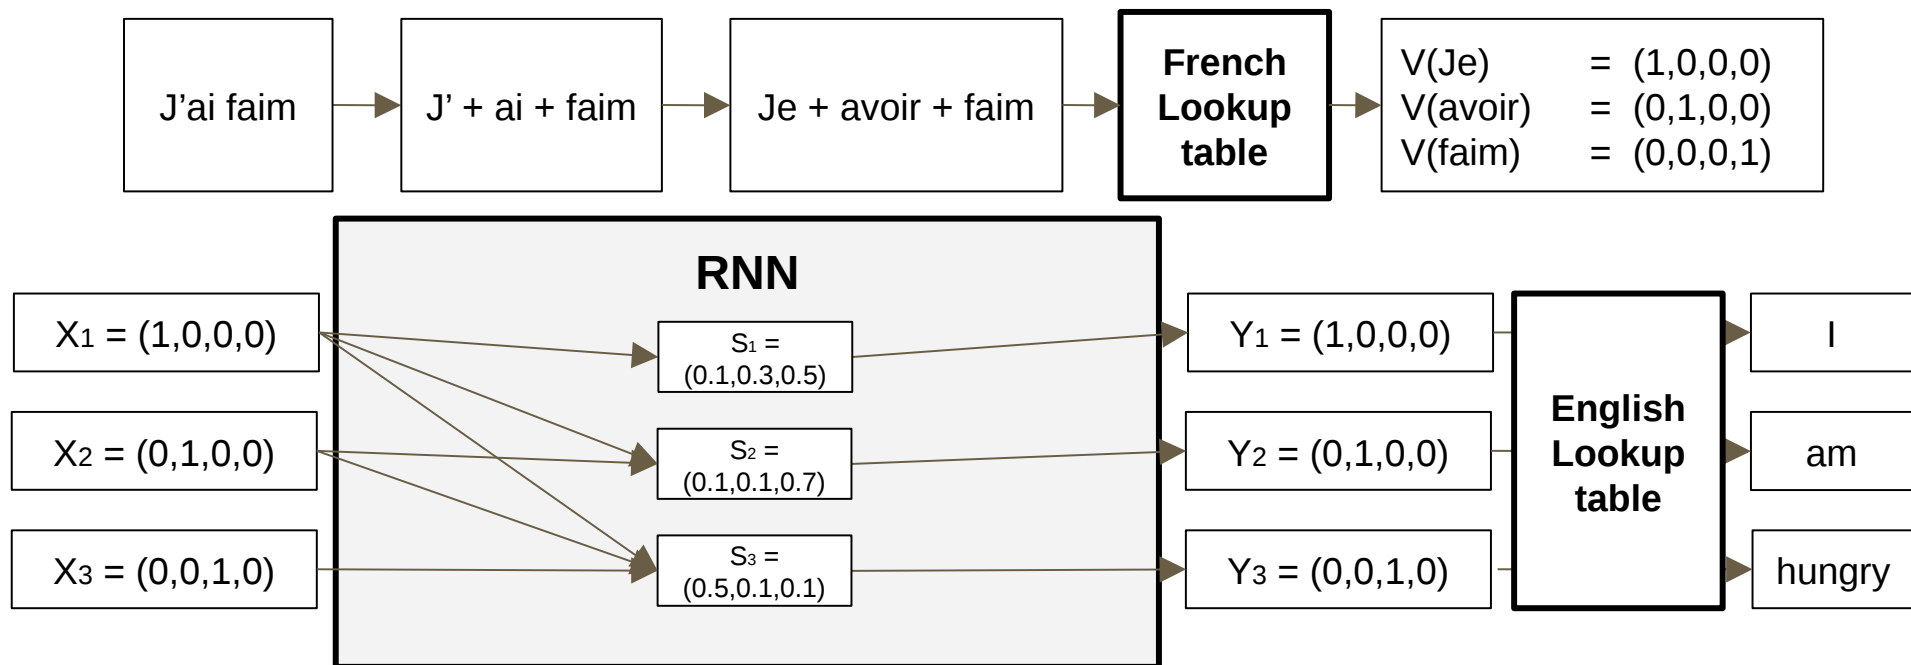 J’ai faim
J’ + ai + faim
Je + avoir + faim
French
Lookup
table
V(Je) = (1,0,0,0)
V(avoir) = (0,1,0,0)
V(faim) = (0,0,0,1)
RNN
X1 = (1,0,0,0)
X2 = (0,1,0,0)
X3 = (0,0,1,0)
S1 =
(0.1,0.3,0.5)
S2 =
(0.1,0.1,0.7)
S3 =
(0.5,0.1,0.1)
Y1 = (1,0,0,0)
Y2 = (0,1,0,0)
Y3 = (0,0,1,0)
English
Lookup
table
I
am
hungry